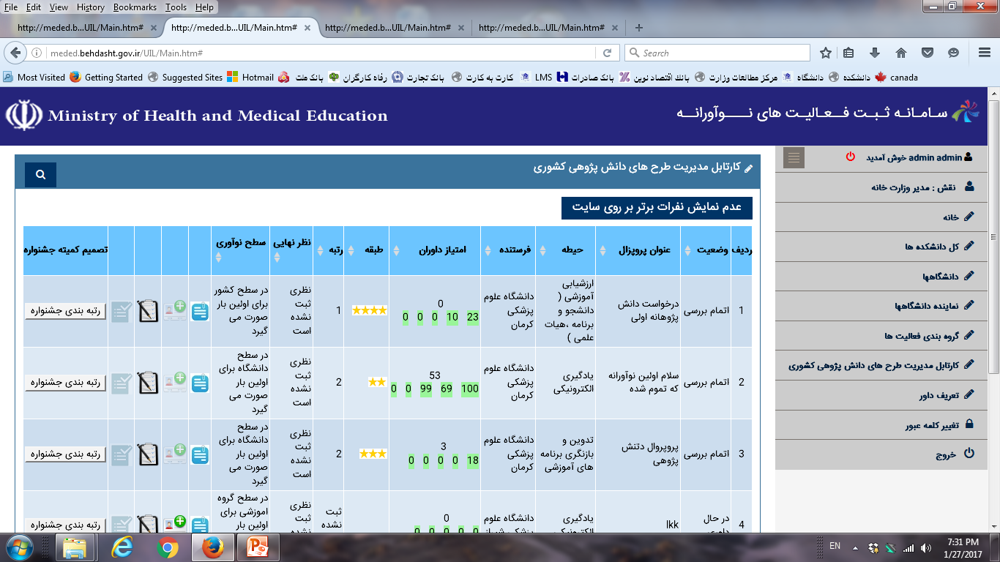 File Edit View History Bookmarks Tools Help
http://meded.b...UIL/Main.htm# http://meded.b...UIL/Main.htm# http://meded.b...UIL/Main.htm# http://meded.b...UIL/Main.htm#
meded.behdasht.gov.ir/UIL/Main.htm# Search
Most Visited Getting Started Suggested Sites Hotmail بانک ملت رفاه کارگران بانک تجارت کارت به کارت LMS بانک صادرات بانک اقتصاد نوین مرکز مطالعات وزارت دانشگاه دانشکده canada
Ministry of Health and Medical Education
سامانه ثبت فعالیت های نوآورانه
admin admin خوش آمدید
نقش : مدیر وزارت خانه
خانه
کل دانشکده ها
دانشگاهها
نماینده دانشگاهها
گروه بندی فعالیت ها
کارتابل مدیریت طرح های دانش پژوهی کشوری
تعریف داور
تغییر کلمه عبور
خروج
کارتابل مدیریت طرح های دانش پژوهی کشوری
عدم نمایش نفرات برتر بر روی سایت
ردیف وضعیت عنوان پروپزال حیطه فرستنده امتیاز داوران طبقه رتبه نظر نهایی سطح نوآوری تصمیم کمیته جشنواره
1
اتمام بررسی
درخواست دانش
پژوهانه اولی
ارزشیابی
آموزشی (
دانشجو و
برنامه ،هیات
علمی )
دانشگاه علوم
پزشکی
کرمان
0
0 0 0 10 23
1
نظری
ثبت
نشده
است
در سطح کشور
برای اولین بار
صورت می
گیرد
رتبه بندی جشنواره
2
اتمام بررسی
سلام اولین نوآورانه
که تموم شده
یادگیری
الکترونیکی
دانشگاه علوم
پزشکی
کرمان
53
0 0 99 69 100
2
نظری
ثبت
نشده
است
در سطح
دانشگاه برای
اولین بار
صورت می
گیرد
رتبه بندی جشنواره
3
اتمام بررسی
پروپروال دتنش
پژوهی
تدوین و
بازنگری برنامه
های آموزشی
دانشگاه علوم
پزشکی
کرمان
3
0 0 0 0 18
2
نظری
ثبت
نشده
است
در سطح
دانشگاه برای
اولین بار
صورت می
گیرد
رتبه بندی جشنواره
4
در حال
lkk
یادگیری
الکترونیکی
دانشگاه علوم
0
0 0 0 0 0
ثبت
نشده
نظری
ثبت
نشده
در سطح گروه
اموزشی برای
اولین بار
رتبه بندی جشنواره
EN
7:31 PM
1/27/2017